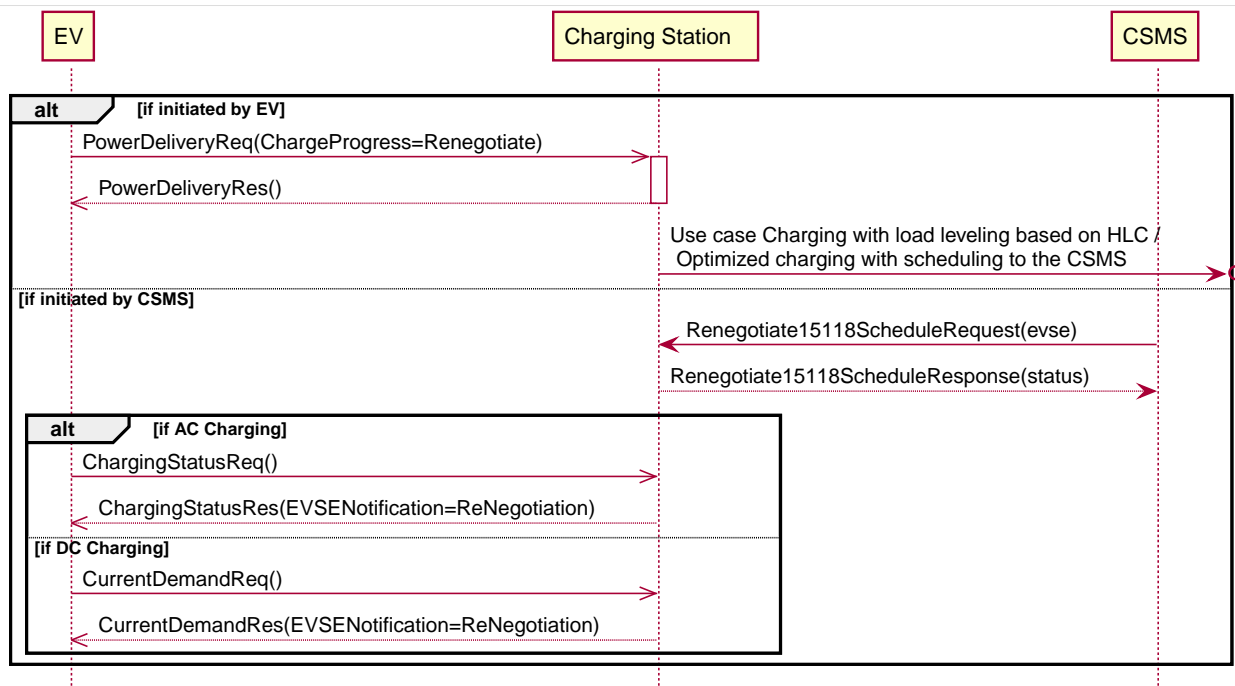 EV
Charging Station
CSMS
alt
[if initiated by EV]
PowerDeliveryReq(ChargeProgress=Renegotiate)
PowerDeliveryRes()
Use case Charging with load leveling based on HLC /
Optimized charging with scheduling to the CSMS
[if initiated by CSMS]
Renegotiate15118ScheduleRequest(evse)
Renegotiate15118ScheduleResponse(status)
alt
[if AC Charging]
ChargingStatusReq()
ChargingStatusRes(EVSENotification=ReNegotiation)
[if DC Charging]
CurrentDemandReq()
CurrentDemandRes(EVSENotification=ReNegotiation)